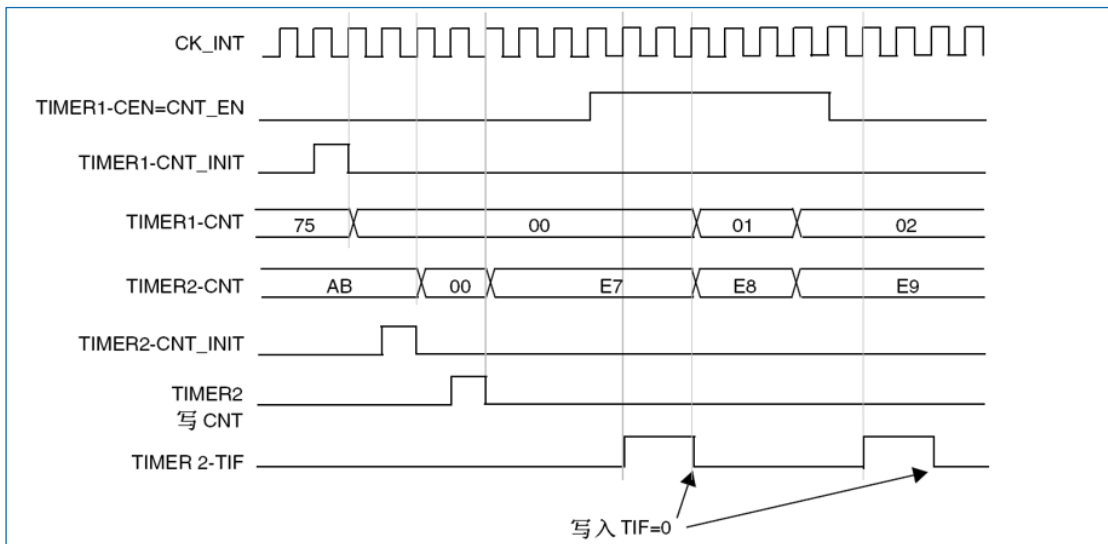 CK_INT
TIMER1-CEN=CNT_EN
TIMER1-CNT_INIT
TIMER1-CNT 75 00 01 02
TIMER2-CNT AB 00 E7 E8 E9
TIMER2-CNT_INIT
TIMER2
写 CNT
TIMER 2-TIF
写入 TIF=0